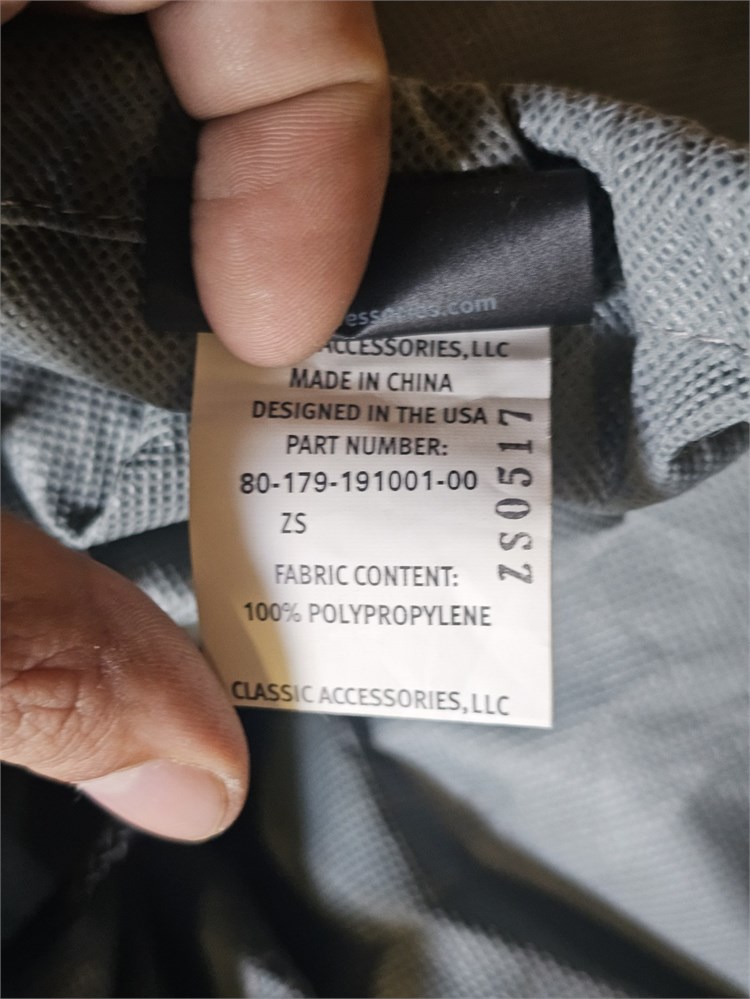 ACCESSORIES,LLC
MADE IN CHINA
DESIGNED IN THE USA
PART NUMBER:
80-179-191001-00
ZS
FABRIC CONTENT:
100% POLYPROPYLENE
CLASSIC ACCESSORIES,LLC
ZS0517